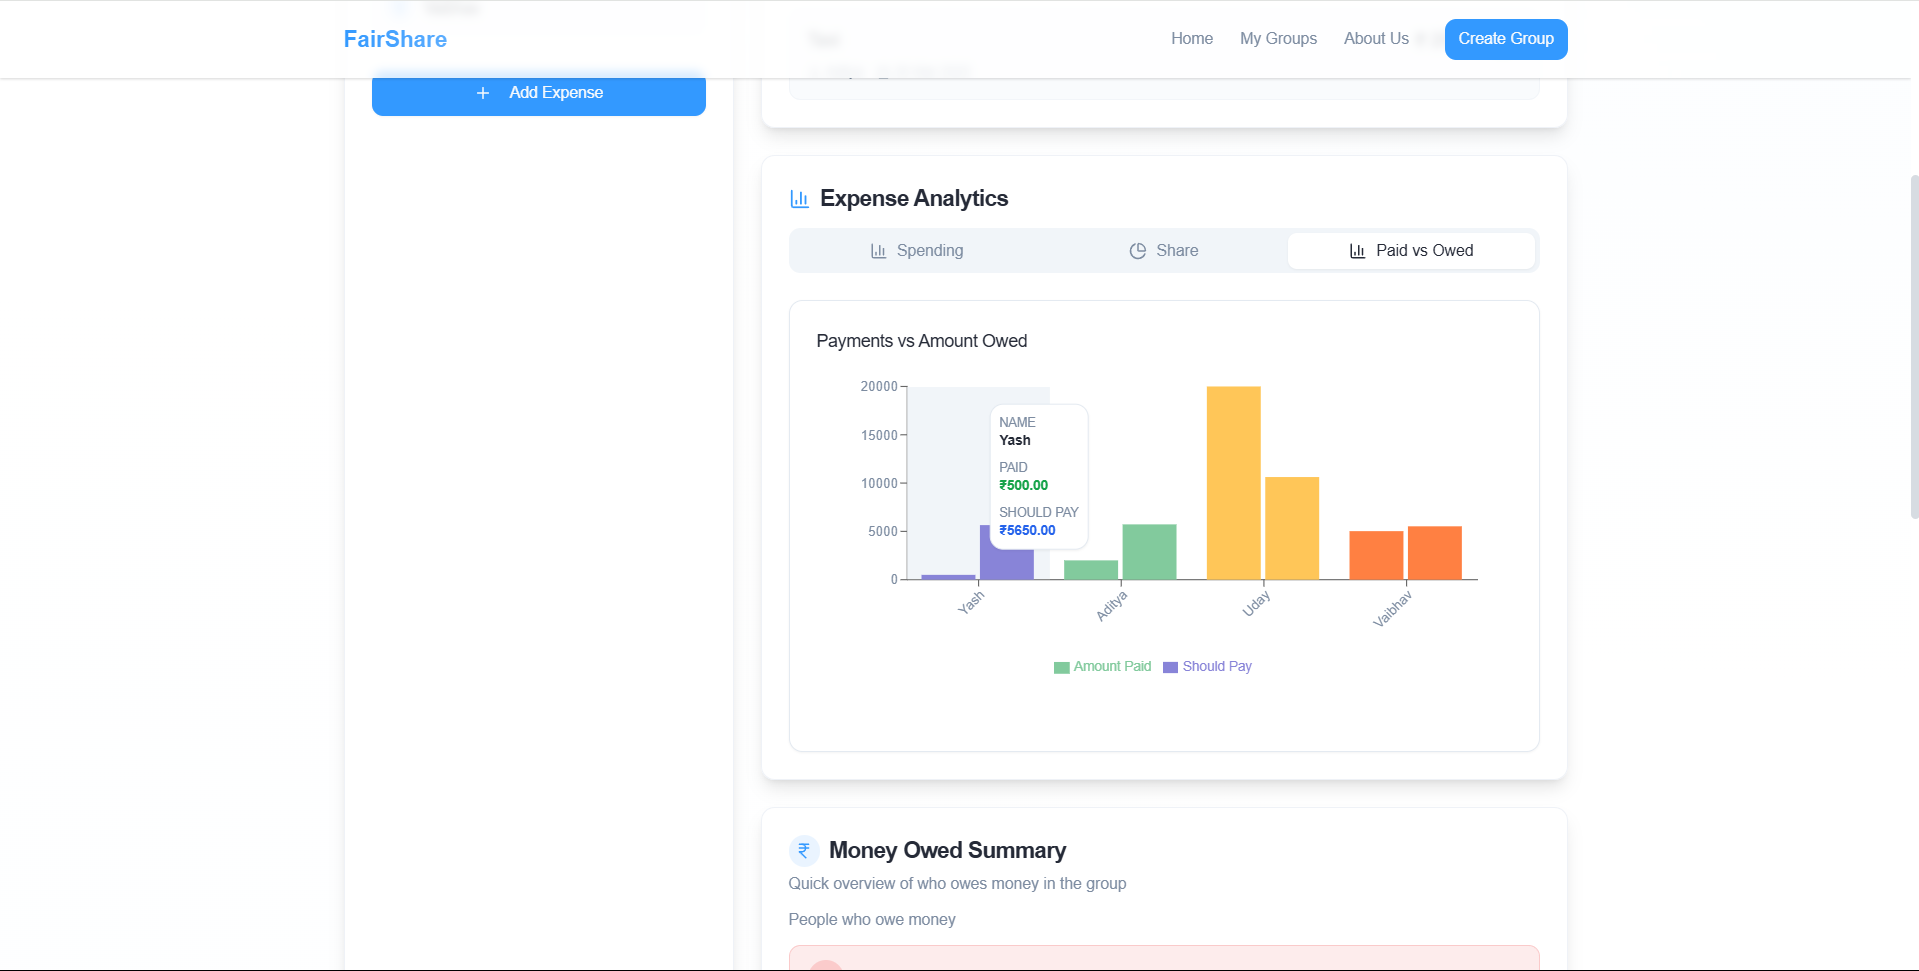 FairShare
Home
My Groups
About Us
Create Group
+ Add Expense
Expense Analytics
Spending
Share
Paid vs Owed
Payments vs Amount Owed
20000
15000
10000
5000
0
NAME
Yash
PAID
₹500.00
SHOULD PAY
₹5650.00
Yash
Aditya
Uday
Vaibhav
Amount Paid
Should Pay
₹ Money Owed Summary
Quick overview of who owes money in the group
People who owe money